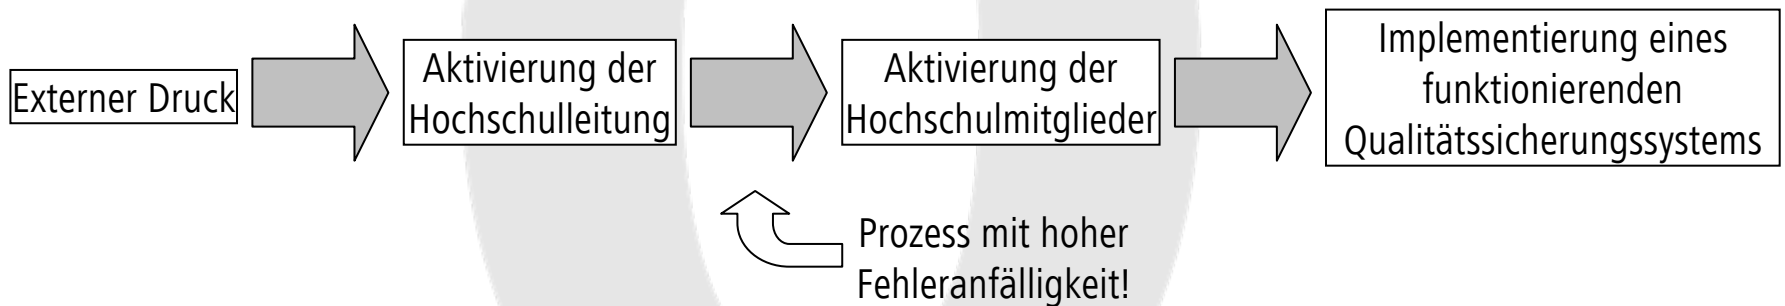 Externer Druck
Aktivierung der
Hochschulleitung
Aktivierung der
Hochschulmitglieder
Implementierung eines
funktionierenden
Qualitätssicherungssystems
Prozess mit hoher
Fehleranfälligkeit!